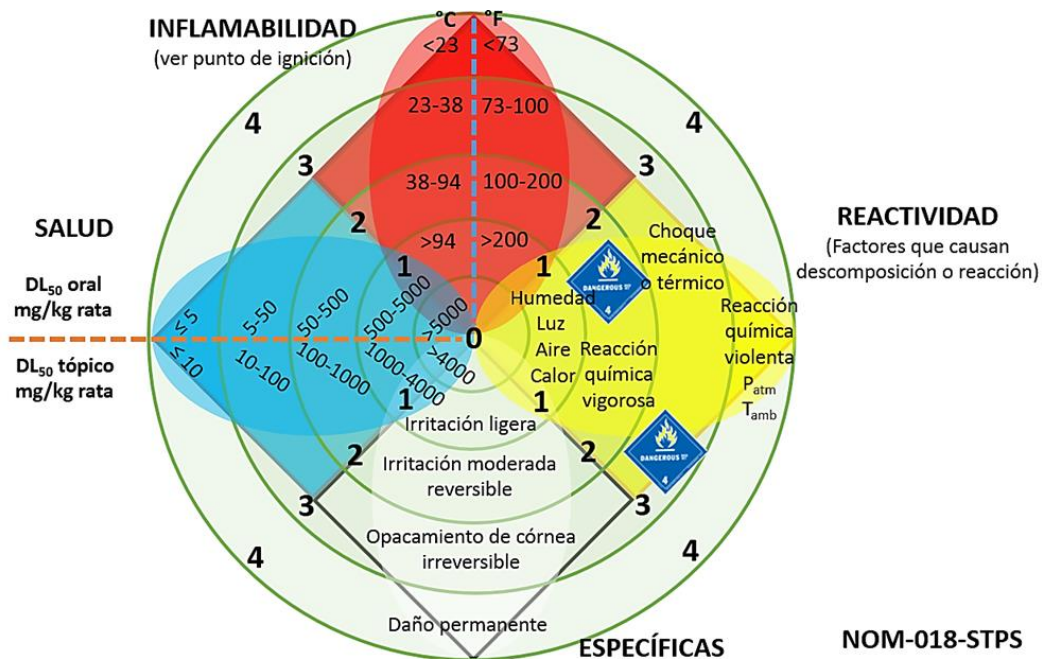 INFLAMABILIDAD
(ver punto de ignición)
°C °F
<23 <73
23-38 73-100
38-94 100-200
>94 >200
4
3
2
1
4
3
2
1
SALUD
DL50 oral
mg/kg rata
DL50 tópico
mg/kg rata
≤ 5
5-50
50-500
500-5000
>5000
≤ 10
10-100
100-1000
1000-4000
>4000
0
REACTIVIDAD
(Factores que causan
descomposición o reacción)
Humedad
Luz
Aire
Calor
Choque
mecánico
o térmico
Reacción
química
vigorosa
Reacción
química
violenta
Patm
Tamb
DANGEROUS
4
DANGEROUS
4
1
2
3
4
1
2
3
4
Irritación ligera
Irritación moderada
reversible
Opacamiento de córnea
irreversible
Daño permanente
ESPECÍFICAS
NOM-018-STPS